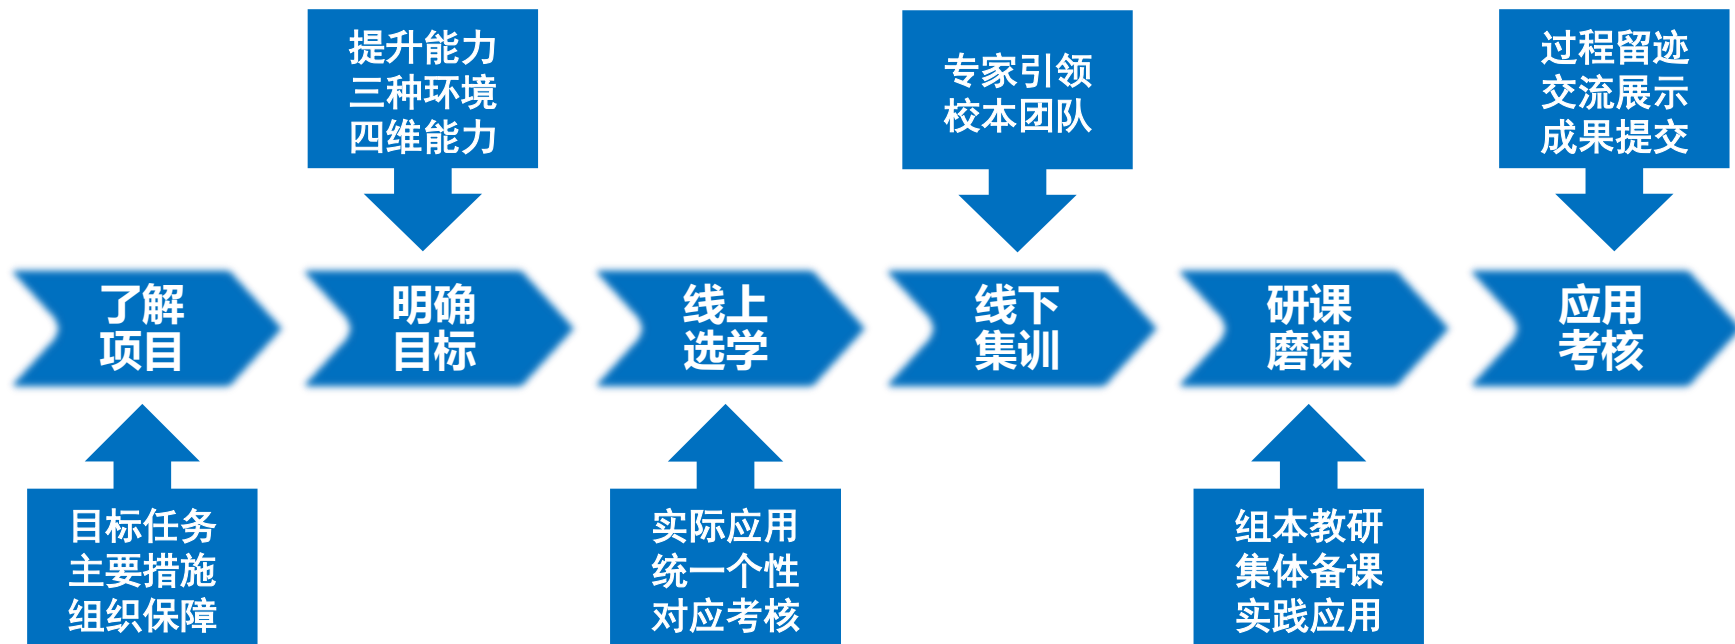 提升能力
三种环境
四维能力
专家引领
校本团队
过程留迹
交流展示
成果提交
了解
项目
明确
目标
线上
选学
线下
集训
研课
磨课
应用
考核
目标任务
主要措施
组织保障
实际应用
统一个性
对应考核
组本教研
集体备课
实践应用